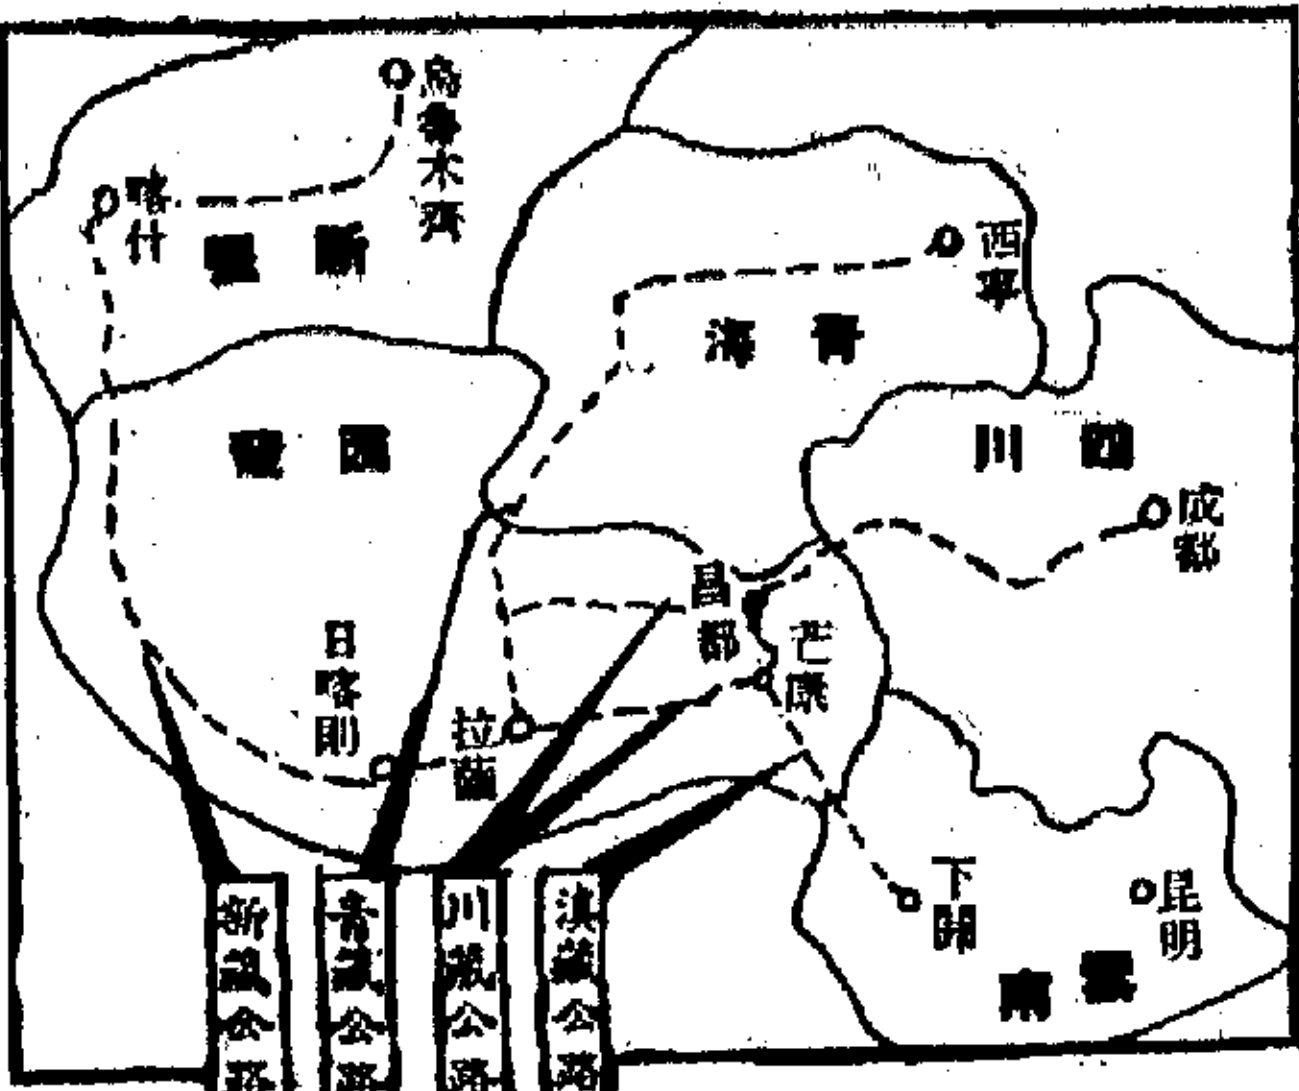 烏魯木齊
喀什
新疆
西寧
青海
西藏
四川
成都
昌都
芒康
日喀則
拉薩
下關
昆明
雲南
新藏公路
青藏公路
川藏公路
滇藏公路